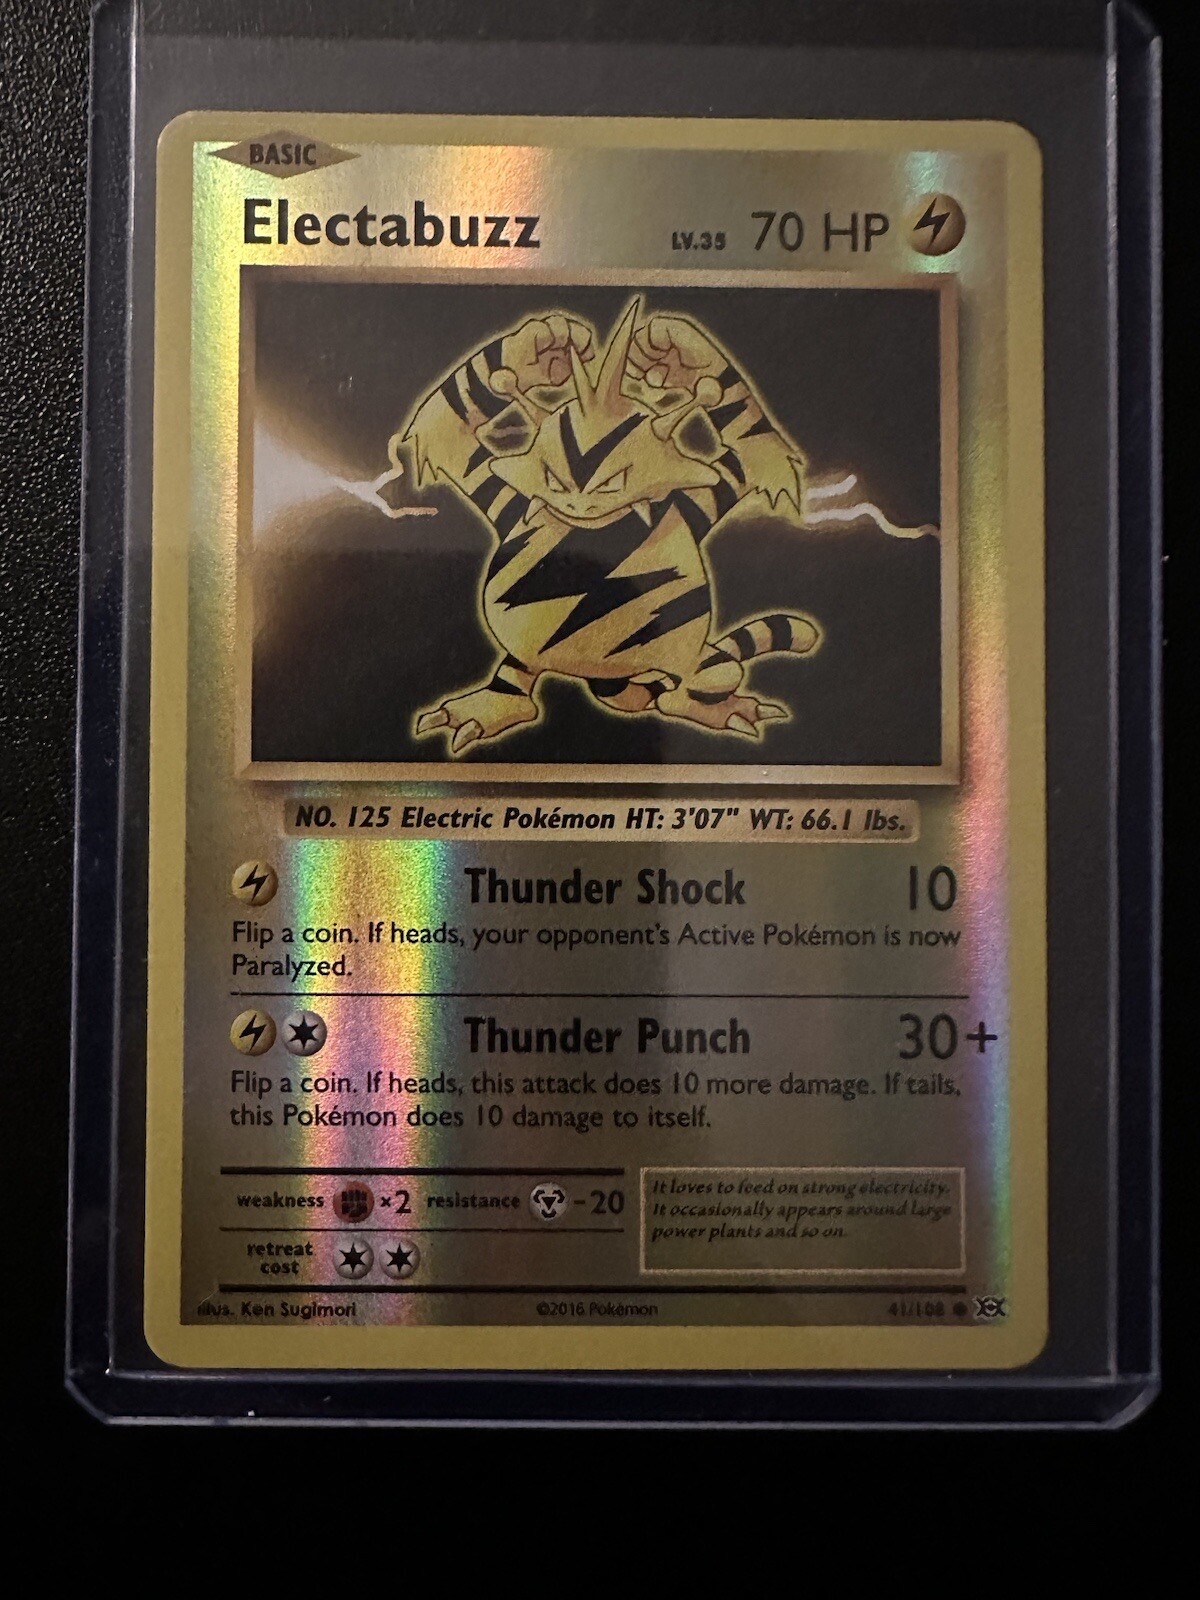 BASIC
Electabuzz LV.35 70 HP
NO. 125 Electric Pokémon HT: 3'07" WT: 66.1 lbs.
Thunder Shock 10
Flip a coin. If heads, your opponent's Active Pokémon is now
Paralyzed.
Thunder Punch 30+
Flip a coin. If heads, this attack does 10 more damage. If tails,
this Pokémon does 10 damage to itself.
weakness ×2 resistance -20
retreat
cost
It loves to feed on strong electricity.
It occasionally appears around large
power plants and so on.
illus. Ken Sugimori ©2016 Pokémon 41/108